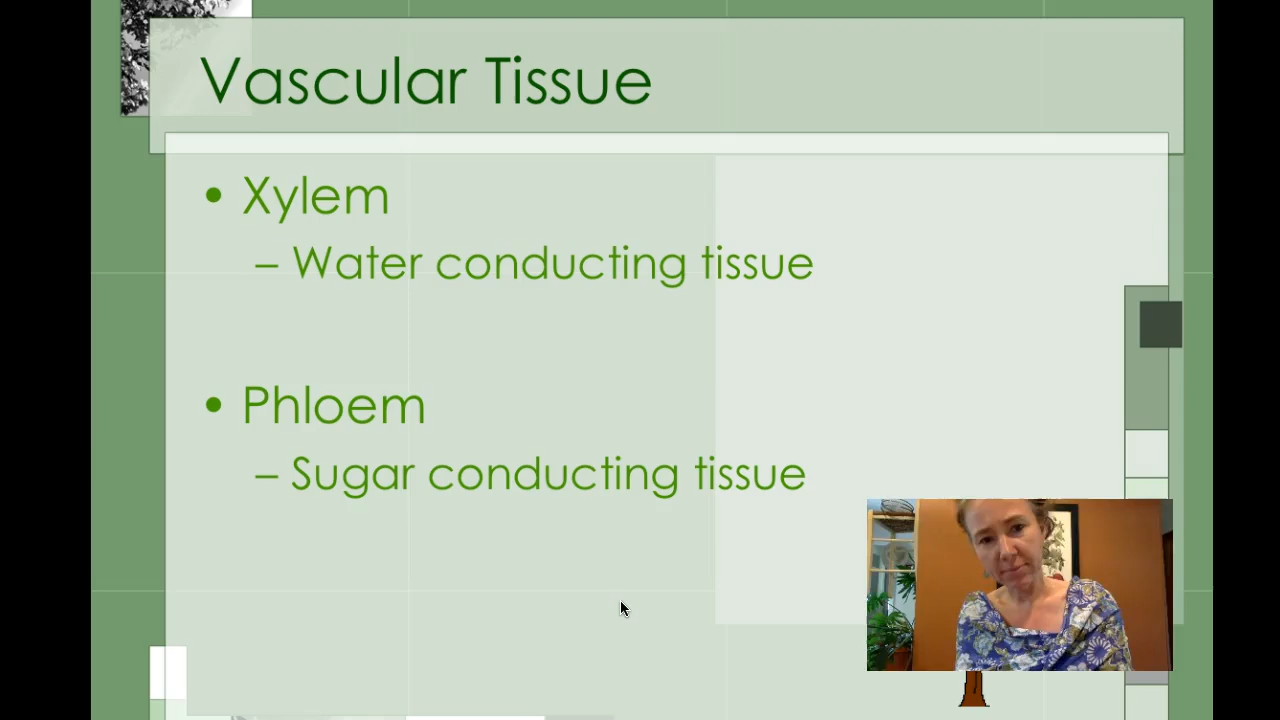 Vascular Tissue
• Xylem
– Water conducting tissue
• Phloem
– Sugar conducting tissue